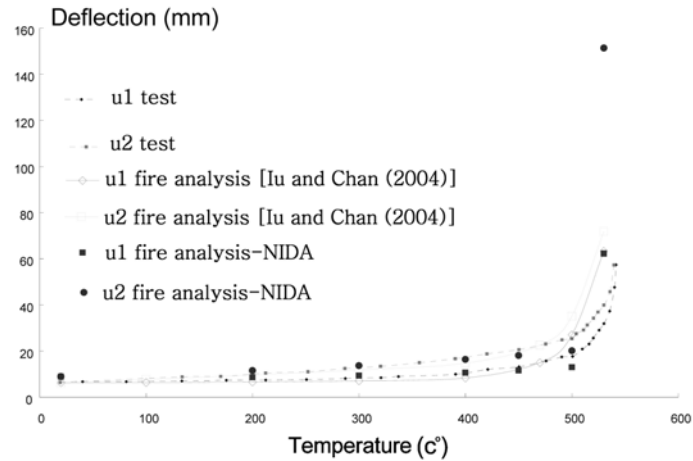 Deflection (mm)
160
140
120
100
80
60
40
20
0
u1 test
u2 test
u1 fire analysis [Iu and Chan (2004)]
u2 fire analysis [Iu and Chan (2004)]
u1 fire analysis-NIDA
u2 fire analysis-NIDA
0 100 200 300 400 500 600
Temperature (c°)